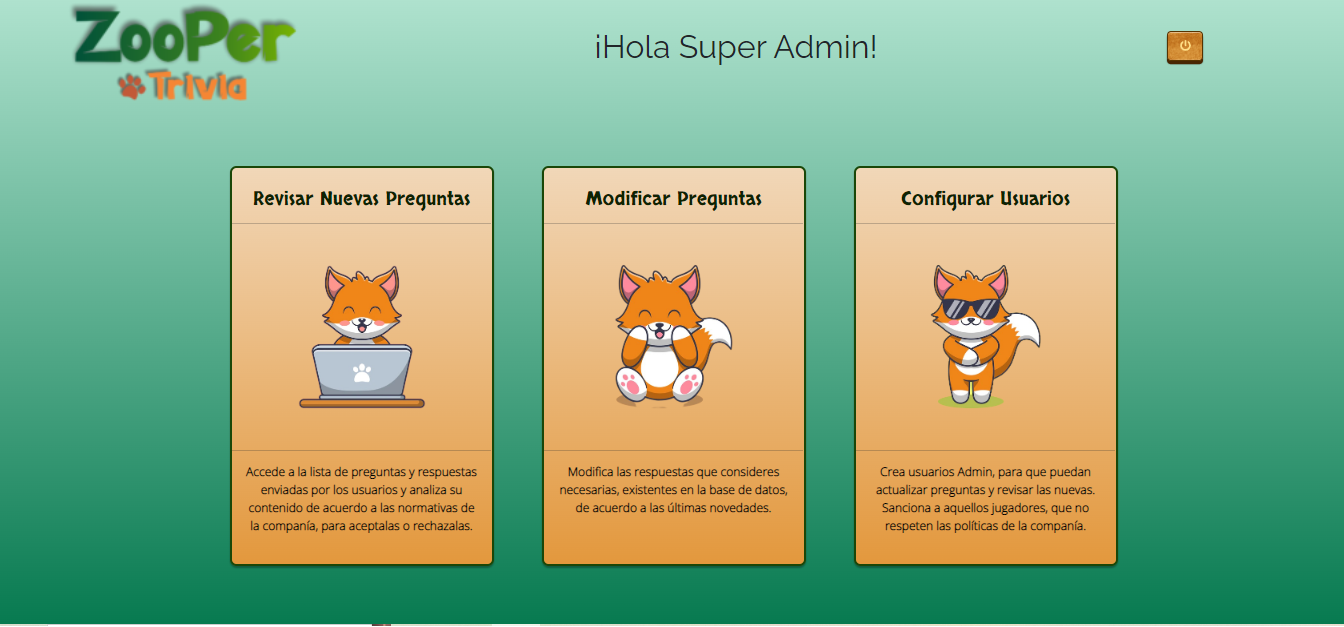 ZooPer
Trivia
¡Hola Super Admin!
Revisar Nuevas Preguntas
Accede a la lista de preguntas y respuestas
enviadas por los usuarios y analiza su
contenido de acuerdo a las normativas de
la companía, para aceptalas o rechazalas.
Modificar Preguntas
Modifica las respuestas que consideres
necesarias, existentes en la base de datos,
de acuerdo a las últimas novedades.
Configurar Usuarios
Crea usuarios Admin, para que puedan
actualizar preguntas y revisar las nuevas.
Sanciona a aquellos jugadores, que no
respeten las políticas de la companía.